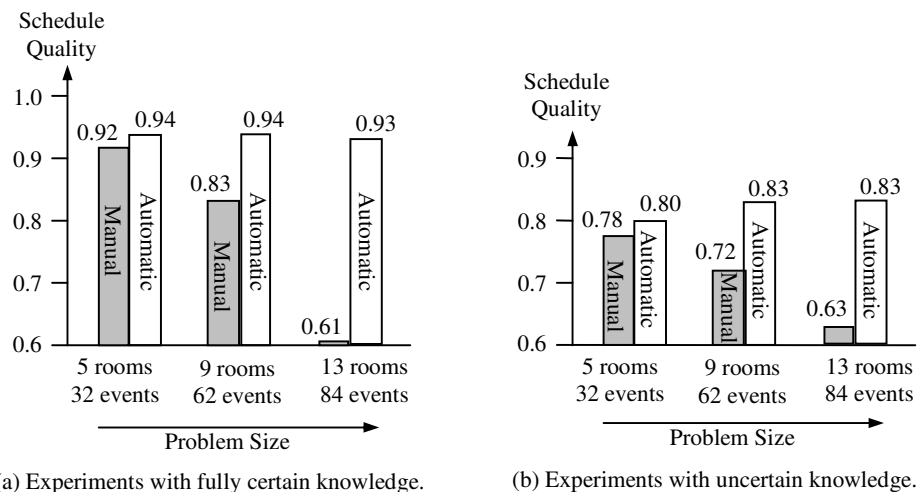 Schedule
Quality
1.0
0.9
0.8
0.7
0.6
0.92
0.94
0.83
0.94
0.61
0.93
Manual
Automatic
Manual
Automatic
Automatic
5 rooms
32 events
9 rooms
62 events
13 rooms
84 events
Problem Size
(a) Experiments with fully certain knowledge.
Schedule
Quality
0.9
0.8
0.7
0.6
0.78
0.80
0.72
0.83
0.63
0.83
Manual
Automatic
Manual
Automatic
Automatic
5 rooms
32 events
9 rooms
62 events
13 rooms
84 events
Problem Size
(b) Experiments with uncertain knowledge.